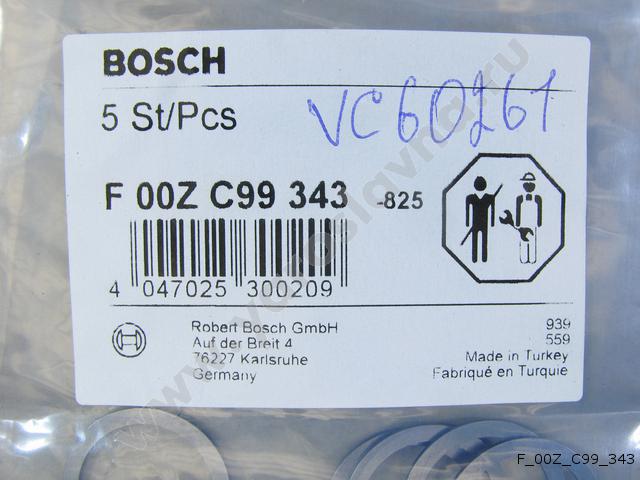 BOSCH
5 St/Pcs
VC60261
F 00Z C99 343 -825
4 047025 300209
Robert Bosch GmbH
Auf der Breit 4
76227 Karlsruhe
Germany
939
559
Made in Turkey
Fabriqué en Turquie
F_00Z_C99_343